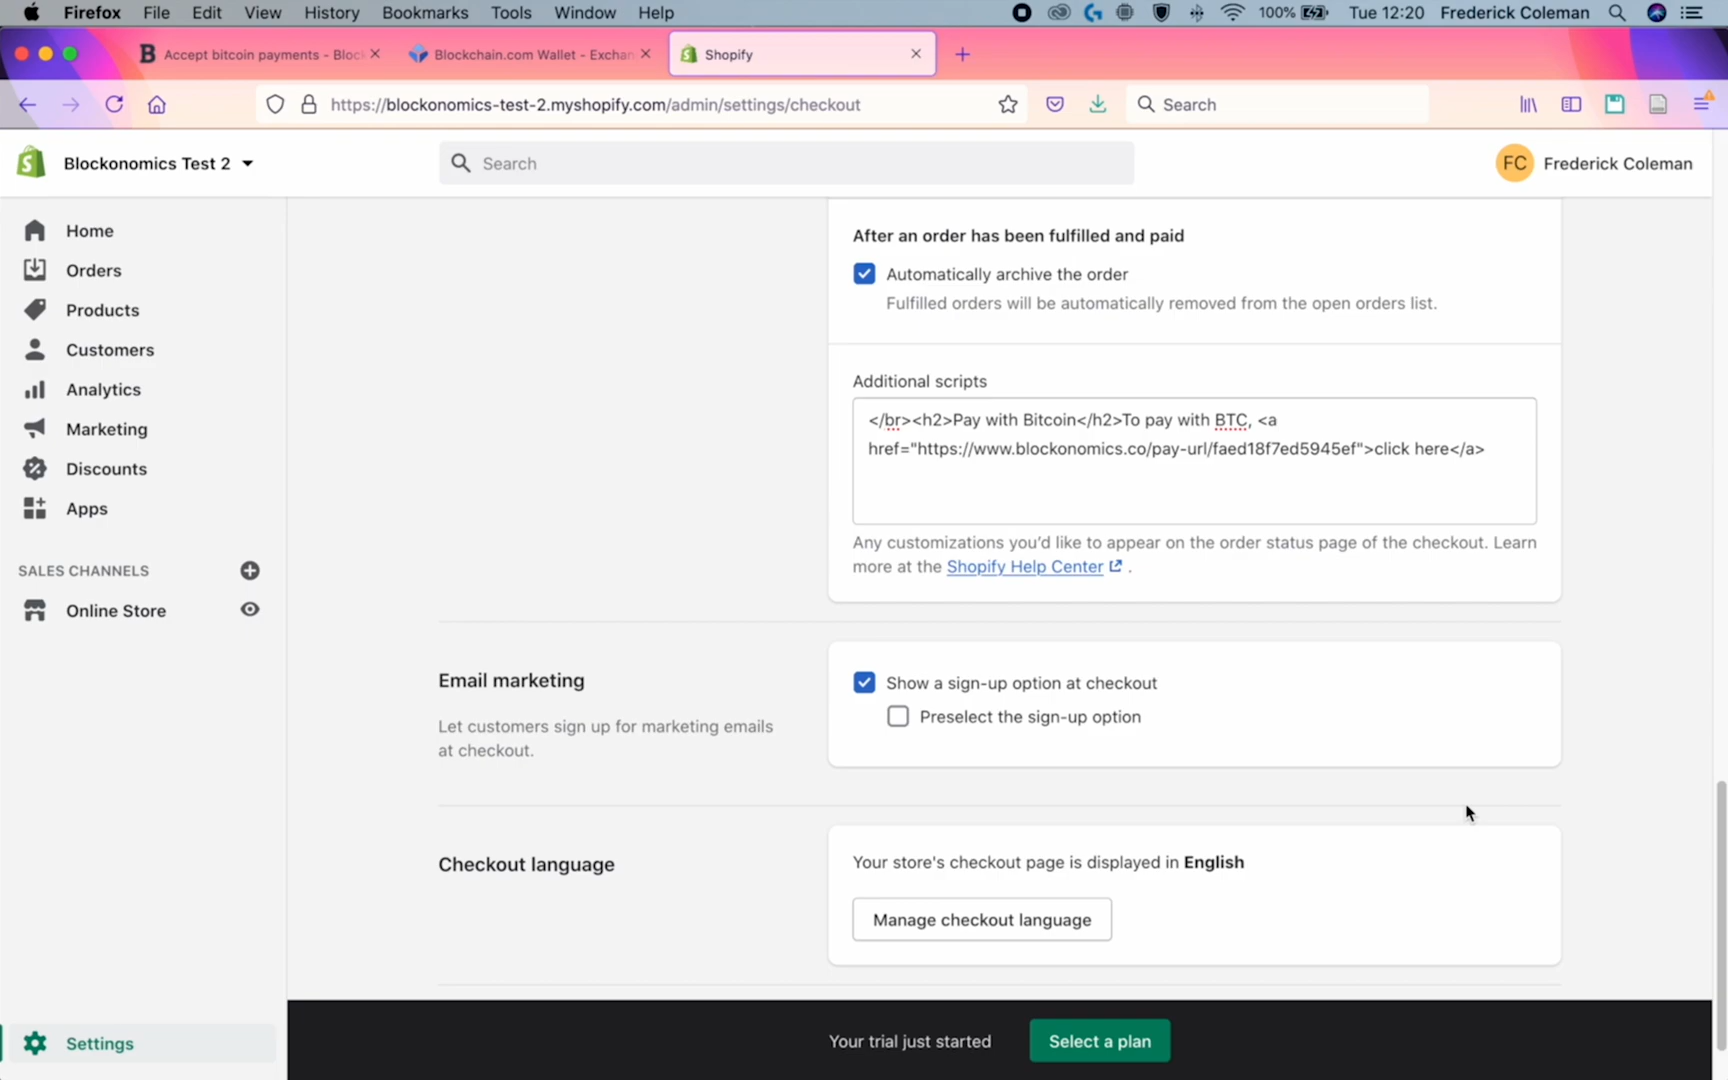 Firefox File Edit View History Bookmarks Tools Window Help 100% Tue 12:20 Frederick Coleman
Accept bitcoin payments - Bloc
Blockchain.com Wallet - Exchan
Shopify
https://blockonomics-test-2.myshopify.com/admin/settings/checkout
Search
Blockonomics Test 2
Search
FC Frederick Coleman
Home
Orders
Products
Customers
Analytics
Marketing
Discounts
Apps
SALES CHANNELS
Online Store
Settings
After an order has been fulfilled and paid
Automatically archive the order
Fulfilled orders will be automatically removed from the open orders list.
Additional scripts
</br><h2>Pay with Bitcoin</h2>To pay with BTC, <a
href="https://www.blockonomics.co/pay-url/faed18f7ed5945ef">click here</a>
Any customizations you'd like to appear on the order status page of the checkout. Learn
more at the Shopify Help Center .
Email marketing
Let customers sign up for marketing emails
at checkout.
Show a sign-up option at checkout
Preselect the sign-up option
Checkout language
Your store's checkout page is displayed in English
Manage checkout language
Your trial just started
Select a plan